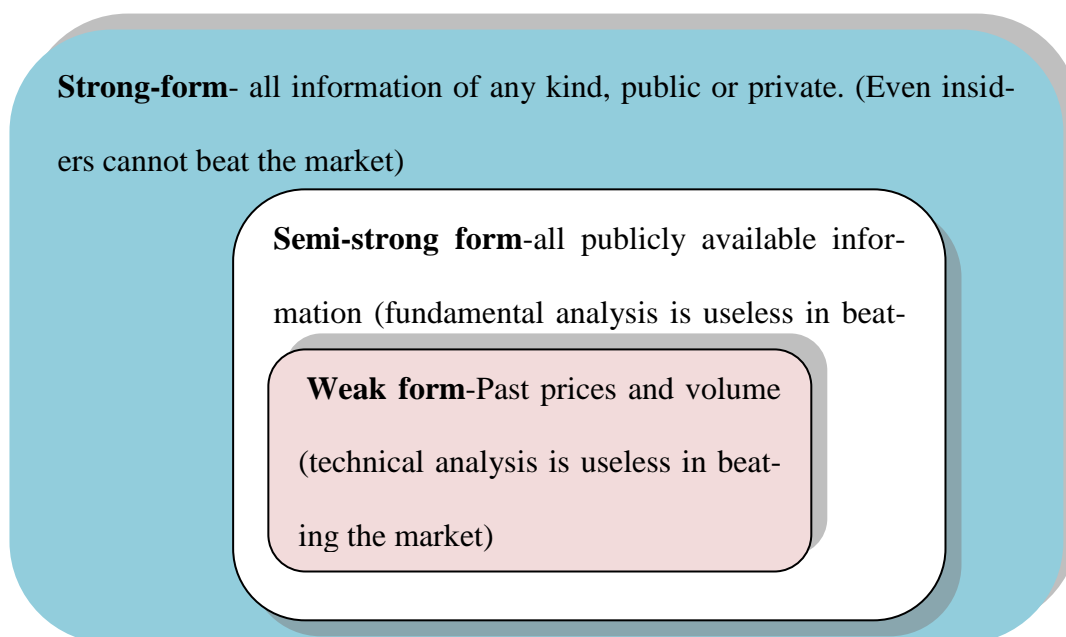 Strong-form- all information of any kind, public or private. (Even insid-
ers cannot beat the market)
Semi-strong form-all publicly available infor-
mation (fundamental analysis is useless in beat-
Weak form-Past prices and volume
(technical analysis is useless in beat-
ing the market)